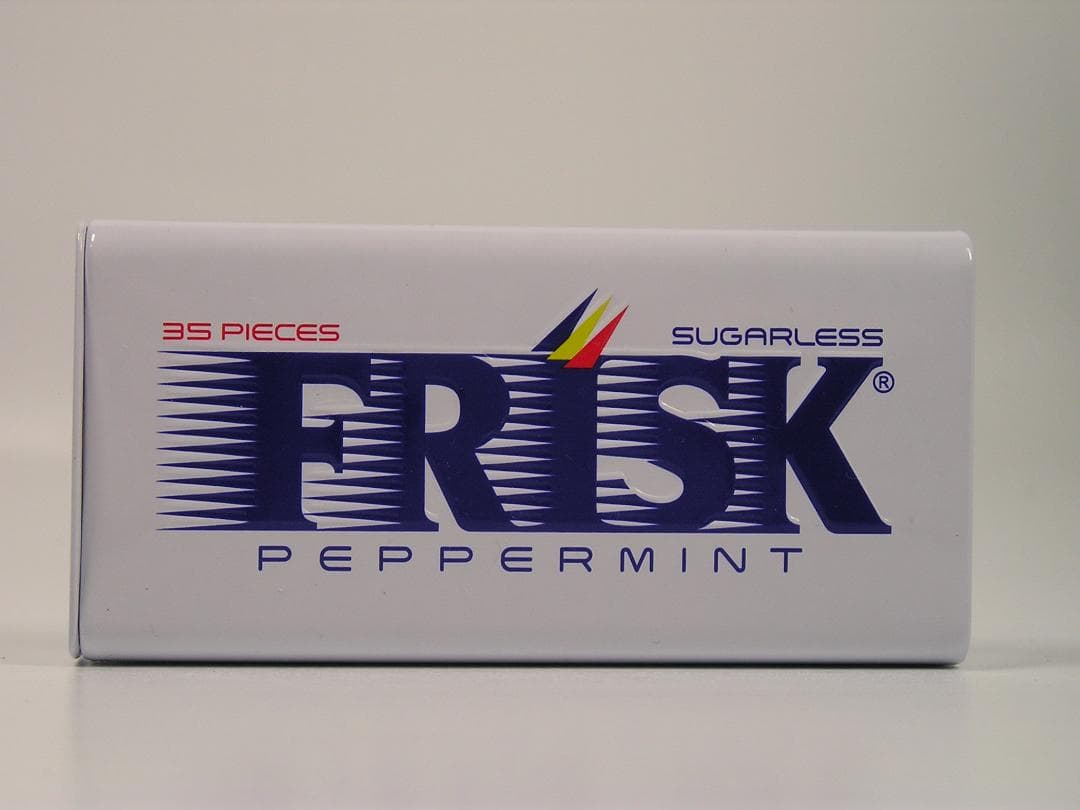 35 PIECES SUGARLESS
FRISK®
PEPPERMINT